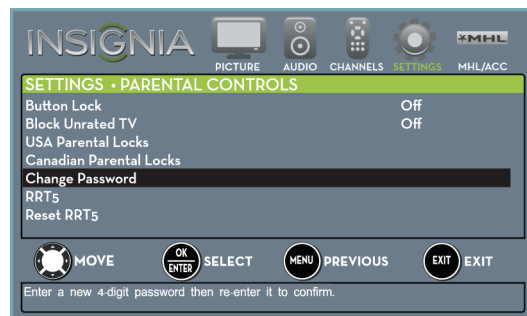 INSIGNIA
PICTURE AUDIO CHANNELS SETTINGS MHL MHL/ACC
SETTINGS • PARENTAL CONTROLS
Button Lock Off
Block Unrated TV Off
USA Parental Locks
Canadian Parental Locks
Change Password
RRT5
Reset RRT5
MOVE OK ENTER SELECT MENU PREVIOUS EXIT EXIT
Enter a new 4-digit password then re-enter it to confirm.